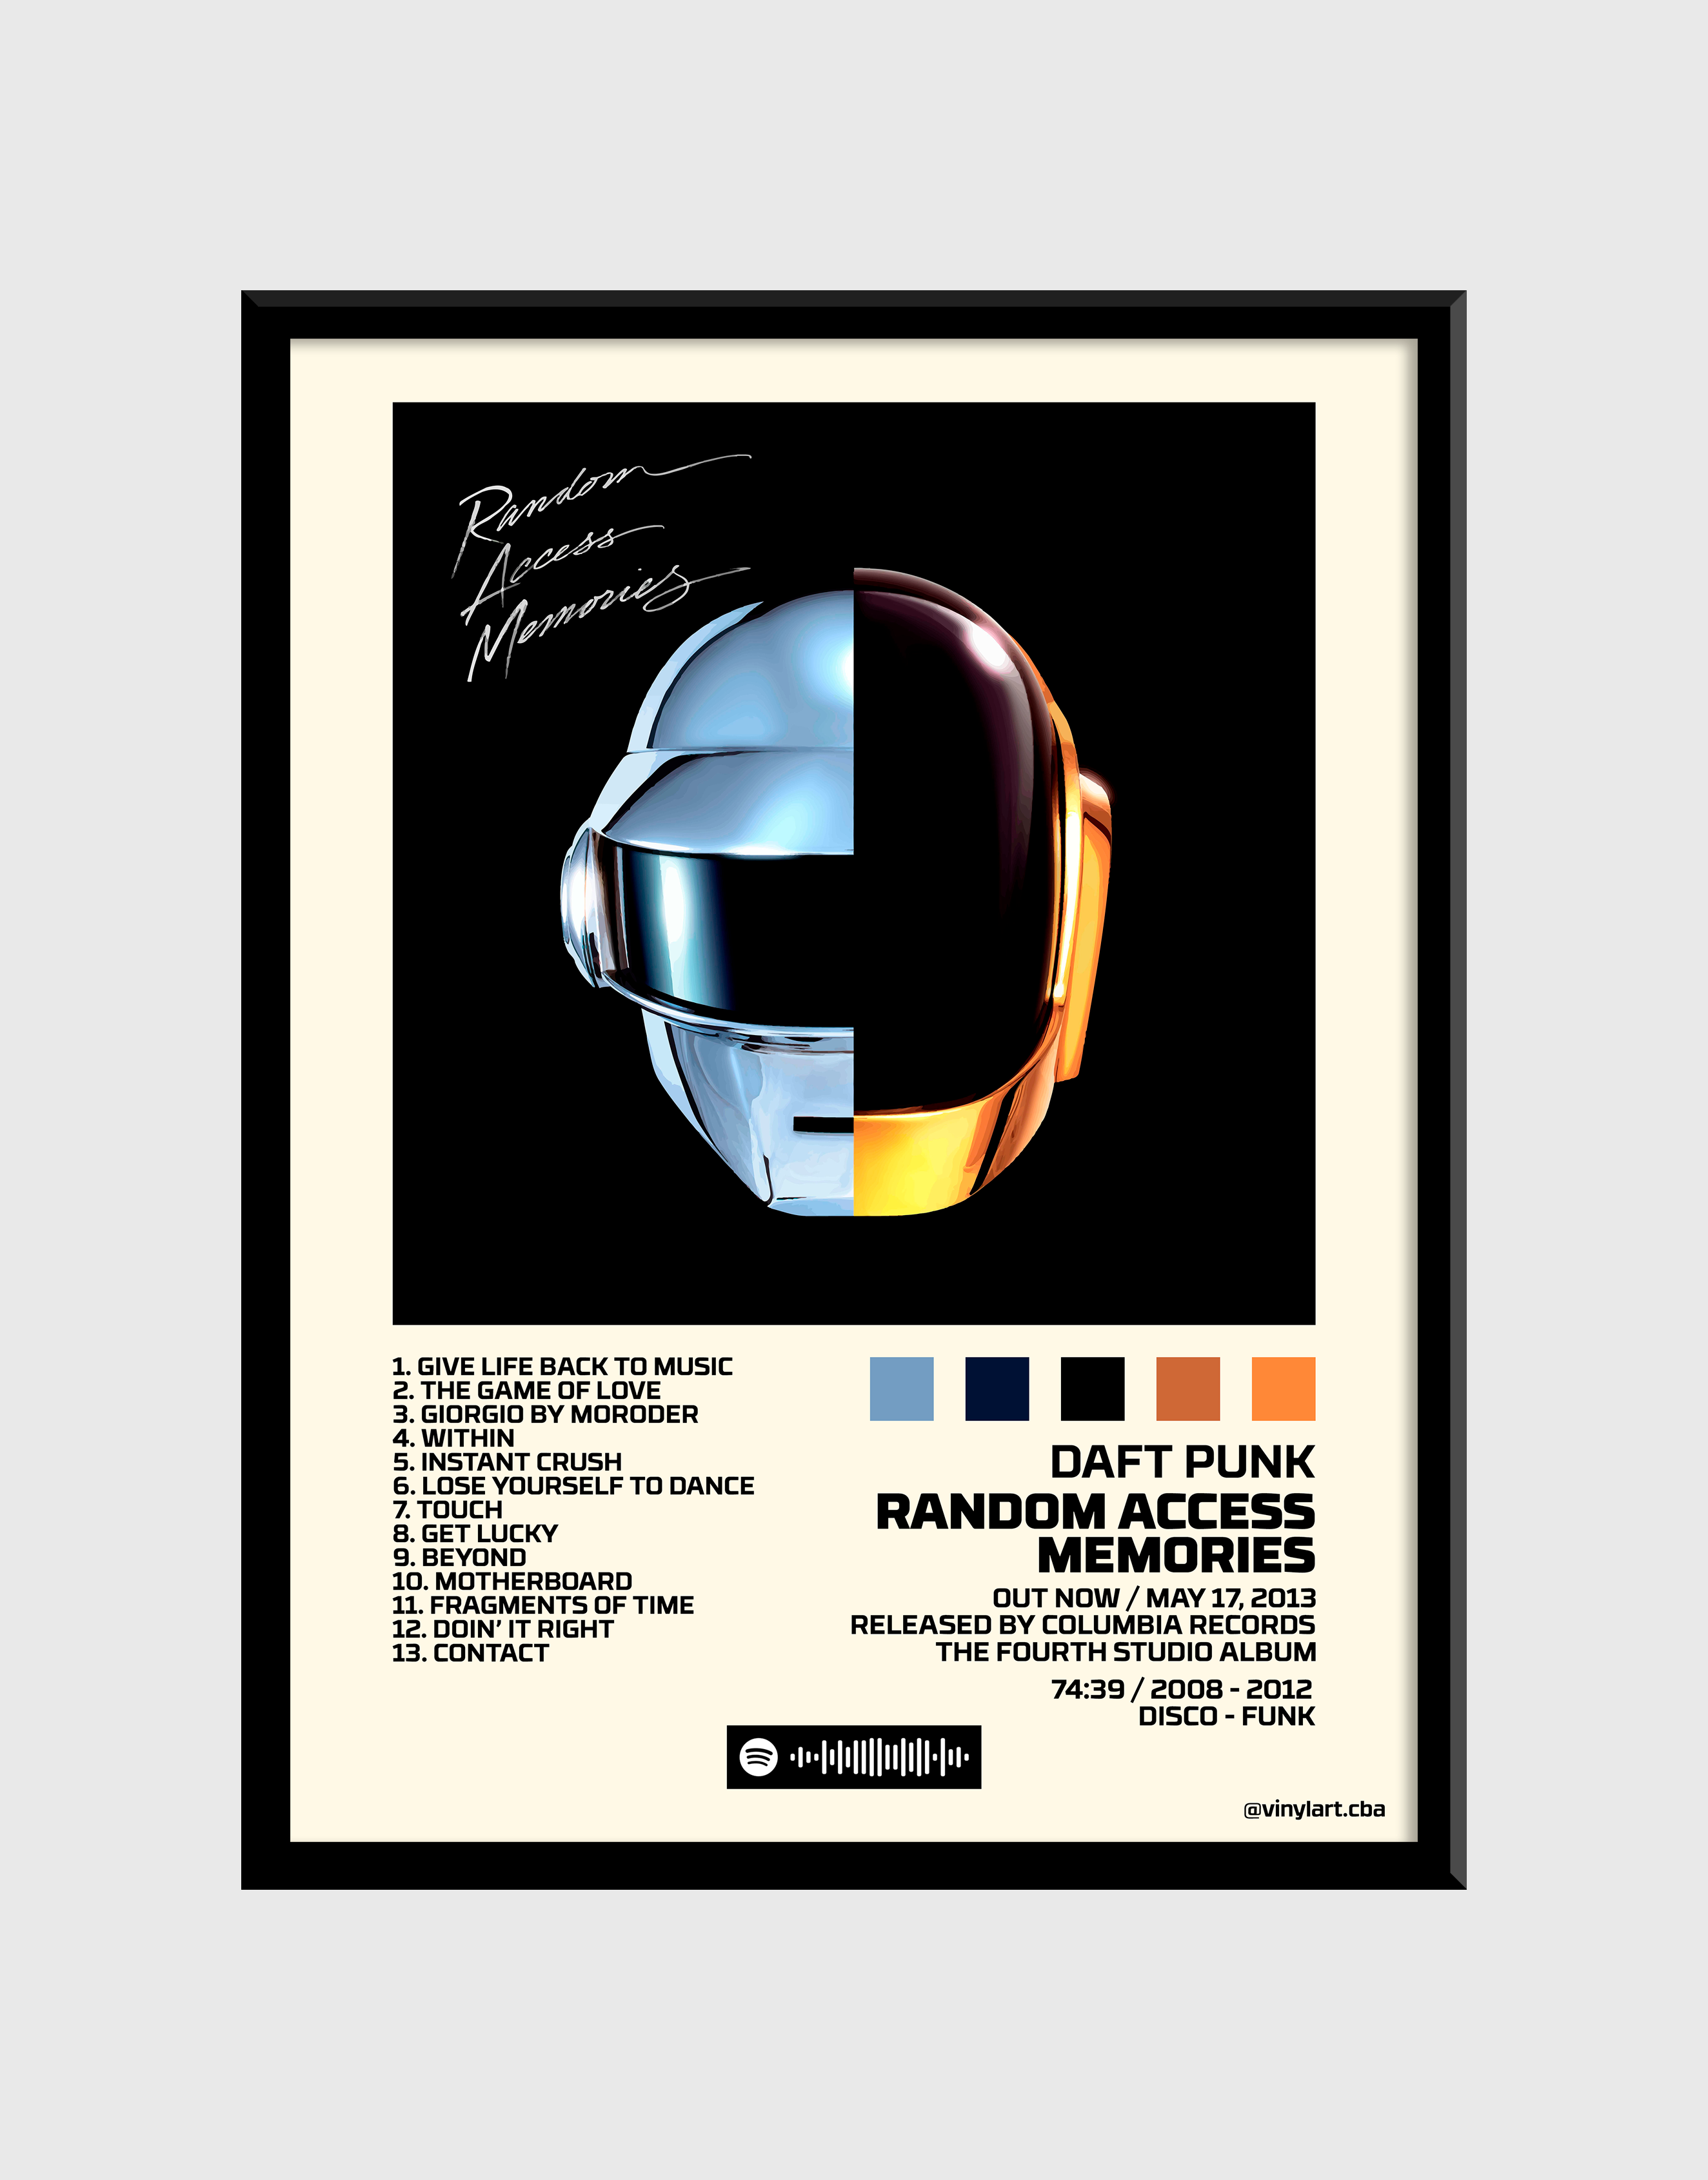 Random
Access
Memories
1. GIVE LIFE BACK TO MUSIC
2. THE GAME OF LOVE
3. GIORGIO BY MORODER
4. WITHIN
5. INSTANT CRUSH
6. LOSE YOURSELF TO DANCE
7. TOUCH
8. GET LUCKY
9. BEYOND
10. MOTHERBOARD
11. FRAGMENTS OF TIME
12. DOIN’ IT RIGHT
13. CONTACT
DAFT PUNK
RANDOM ACCESS
MEMORIES
OUT NOW / MAY 17, 2013
RELEASED BY COLUMBIA RECORDS
THE FOURTH STUDIO ALBUM
74:39 / 2008 - 2012
DISCO - FUNK
@vinylart.cba